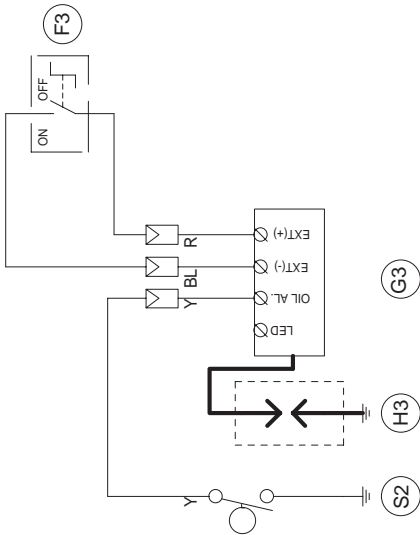 F3
OFF
ON
R
BL
Y
EXT(+)
EXT(-)
OIL AL.
LED
G3
H3
Y
S2